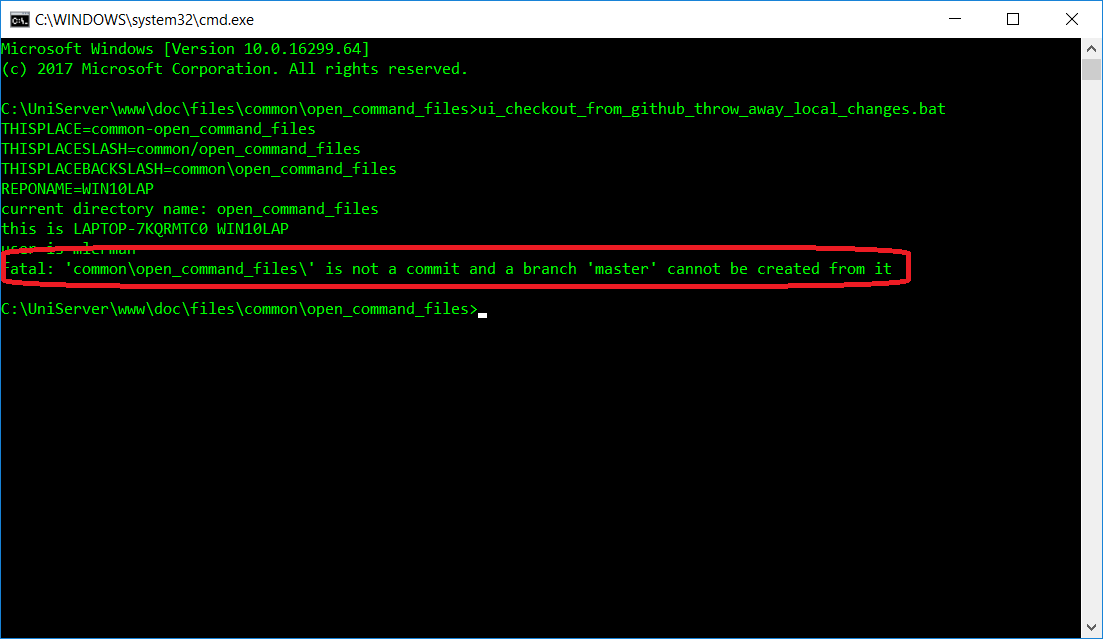 C:\WINDOWS\system32\cmd.exe
Microsoft Windows [Version 10.0.16299.64]
(c) 2017 Microsoft Corporation. All rights reserved.
C:\UniServer\www\doc\files\common\open_command_files>ui_checkout_from_github_throw_away_local_changes.bat
THISPLACE=common-open_command_files
THISPLACESLASH=common/open_command_files
THISPLACEBACKSLASH=common\open_command_files
REPONAME=WIN10LAP
current directory name: open_command_files
this is LAPTOP-7KQRMTC0 WIN10LAP
user is mlerman
fatal: 'common\open_command_files\' is not a commit and a branch 'master' cannot be created from it
C:\UniServer\www\doc\files\common\open_command_files>